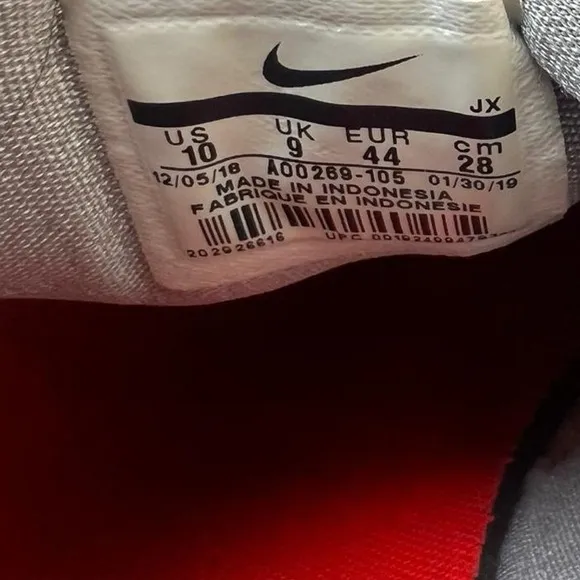 JX
US UK EUR cm
10 9 44 28
12/05/18 AO0269-105 01/30/19
MADE IN INDONESIA
FABRIQUE EN INDONESIE
202926616